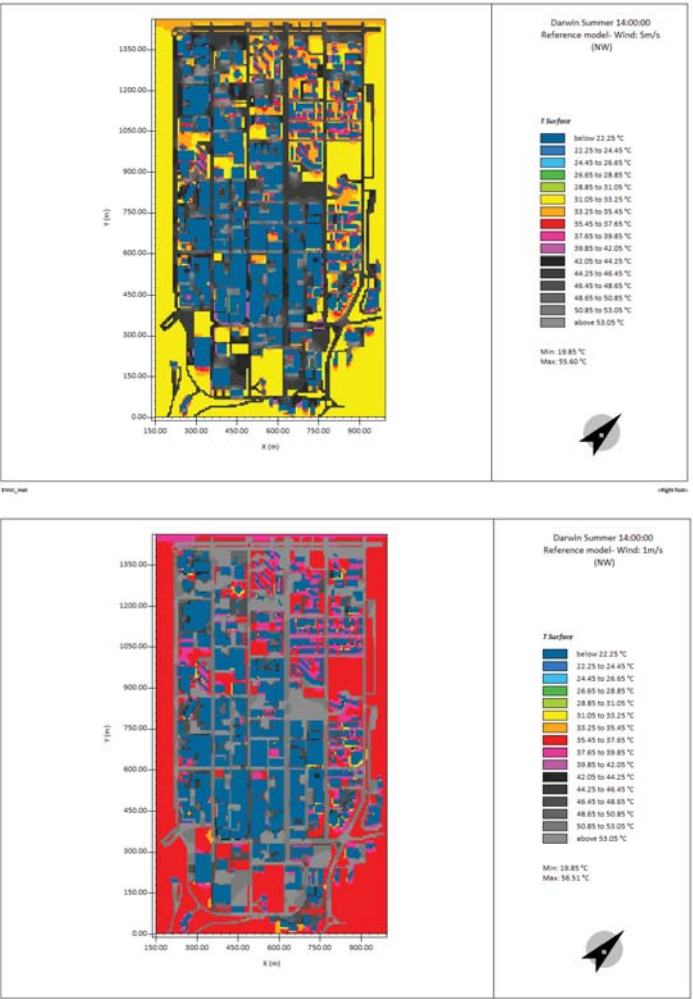 Darwin Summer 14:00:00
Reference model- Wind: 5m/s
(NW)
T Surface
below 22.25 °C
22.25 to 24.45 °C
24.45 to 26.65 °C
26.65 to 28.85 °C
28.85 to 31.05 °C
31.05 to 33.25 °C
33.25 to 35.45 °C
35.45 to 37.65 °C
37.65 to 39.85 °C
39.85 to 42.05 °C
42.05 to 44.25 °C
44.25 to 46.45 °C
46.45 to 48.65 °C
48.65 to 50.85 °C
50.85 to 53.05 °C
above 53.05 °C
Min: 19.85 °C
Max: 55.60 °C
N
1350.00
1200.00
1050.00
900.00
750.00
600.00
450.00
300.00
150.00
0.00
Y (m)
150.00 300.00 450.00 600.00 750.00 900.00
X (m)
ENVI_met
<Right foot>
Darwin Summer 14:00:00
Reference model- Wind: 1m/s
(NW)
T Surface
below 22.25 °C
22.25 to 24.45 °C
24.45 to 26.65 °C
26.65 to 28.85 °C
28.85 to 31.05 °C
31.05 to 33.25 °C
33.25 to 35.45 °C
35.45 to 37.65 °C
37.65 to 39.85 °C
39.85 to 42.05 °C
42.05 to 44.25 °C
44.25 to 46.45 °C
46.45 to 48.65 °C
48.65 to 50.85 °C
50.85 to 53.05 °C
above 53.05 °C
Min: 19.85 °C
Max: 56.51 °C
N
1350.00
1200.00
1050.00
900.00
750.00
600.00
450.00
300.00
150.00
0.00
Y (m)
150.00 300.00 450.00 600.00 750.00 900.00
X (m)